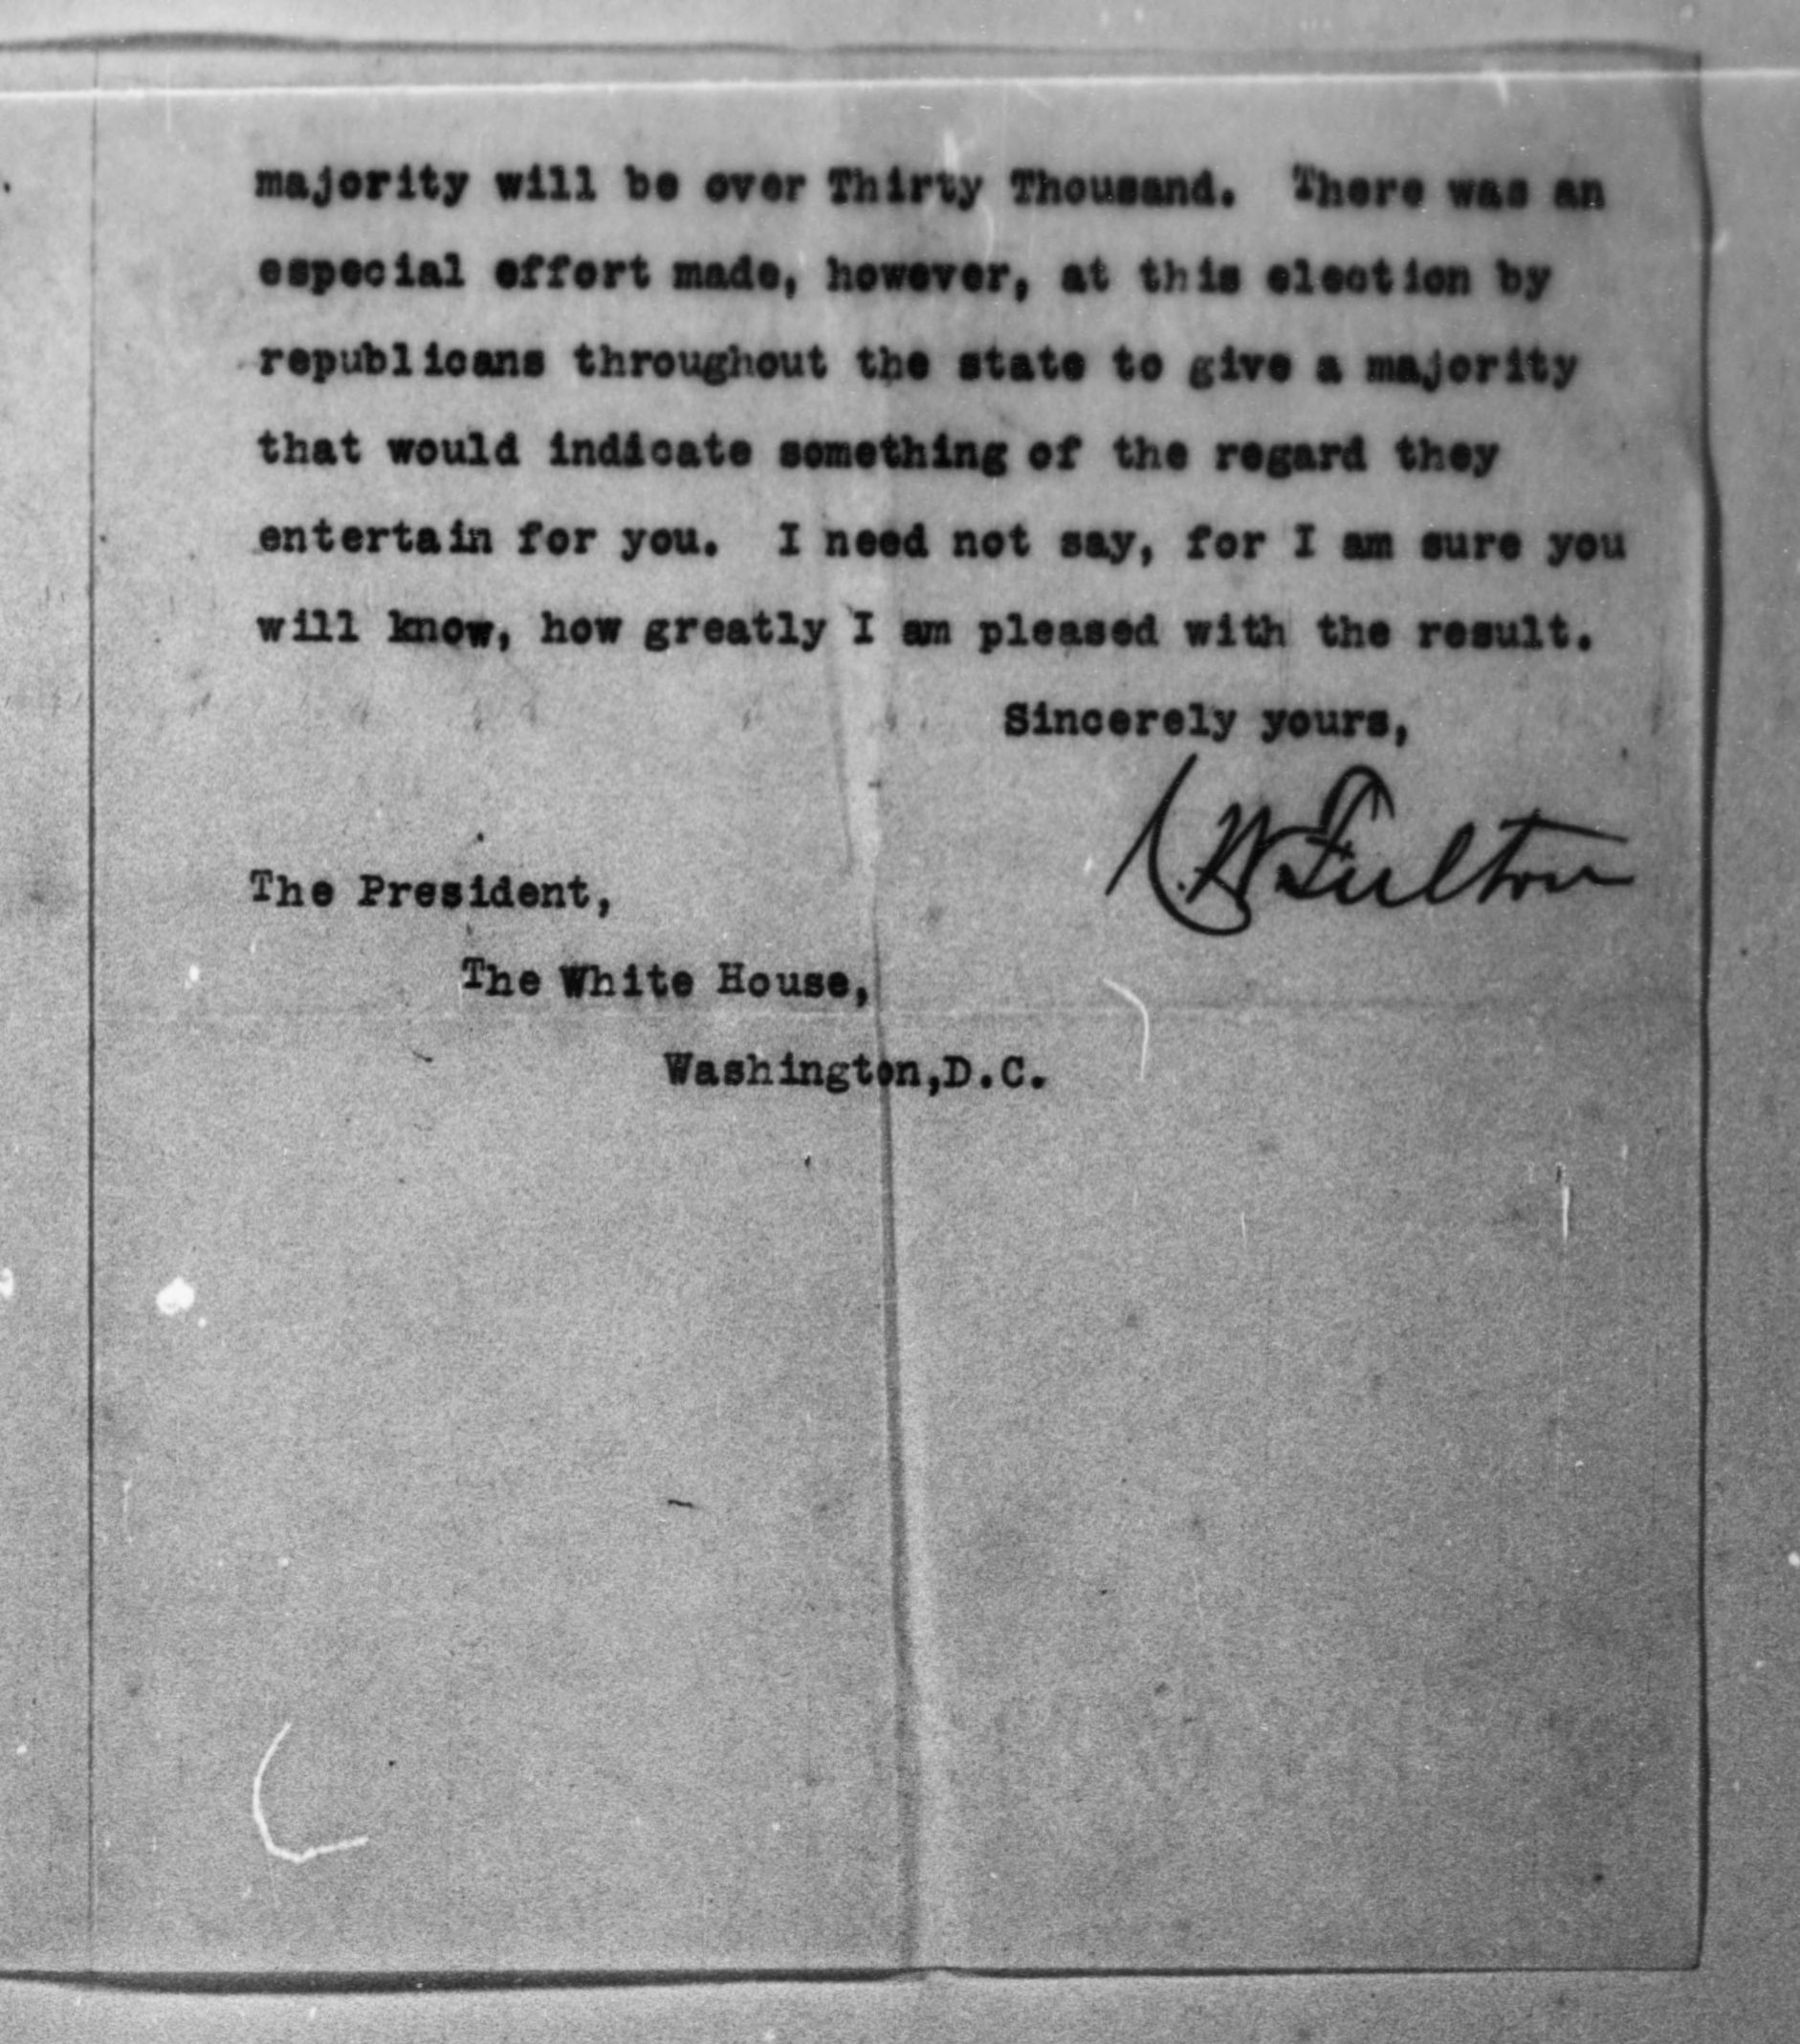 majority will be over Thirty Thousand. There was an
especial effort made, however, at this election by
republicans throughout the state to give a majority
that would indicate something of the regard they
entertain for you. I need not say, for I am sure you
will know, how greatly I am pleased with the result.
Sincerely yours,
C.W. Fulton
The President,
The White House,
Washington,D.C.